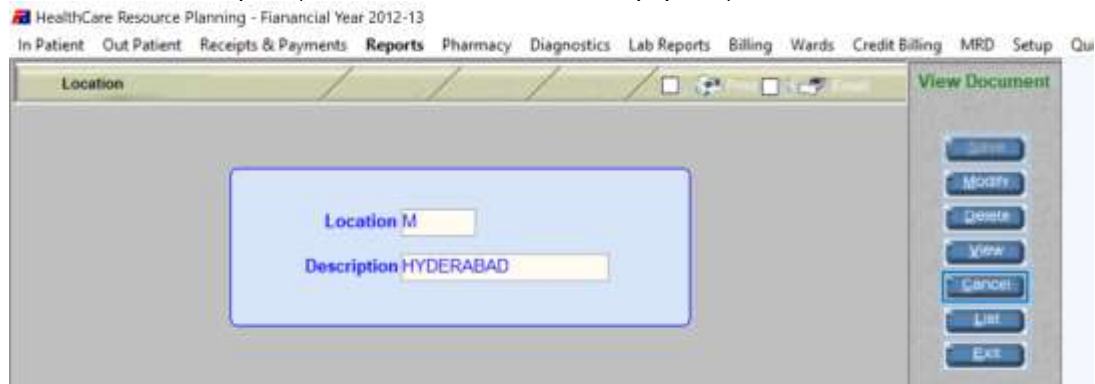 HealthCare Resource Planning - Fianancial Year 2012-13
In Patient Out Patient Receipts & Payments Reports Pharmacy Diagnostics Lab Reports Billing Wards Credit Billing MRD Setup Qui
Location
View Document
Save
Modify
Delete
View
Cancel
List
Exit
Location M
Description HYDERABAD